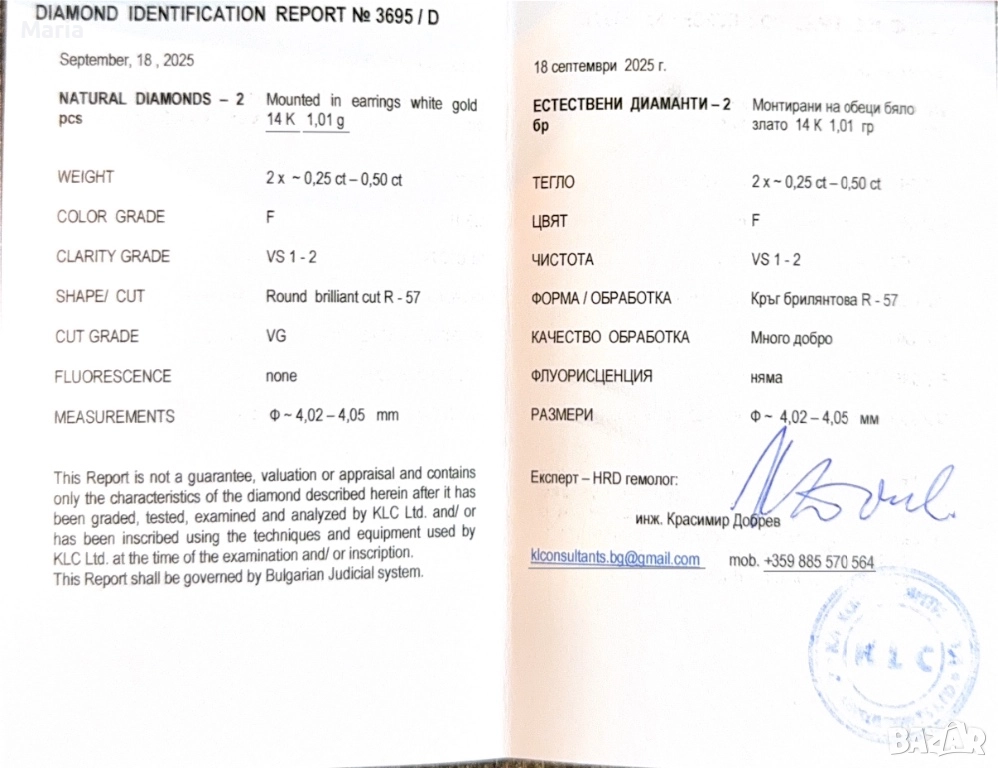 DIAMOND IDENTIFICATION REPORT № 3695 / D
Maria
September, 18 , 2025
NATURAL DIAMONDS – 2 pcs
Mounted in earrings white gold
14 K 1,01 g
WEIGHT 2 x ~ 0,25 ct – 0,50 ct
COLOR GRADE F
CLARITY GRADE VS 1 - 2
SHAPE/ CUT Round brilliant cut R - 57
CUT GRADE VG
FLUORESCENCE none
MEASUREMENTS Ф ~ 4,02 – 4,05 mm
This Report is not a guarantee, valuation or appraisal and contains
only the characteristics of the diamond described herein after it has
been graded, tested, examined and analyzed by KLC Ltd. and/ or
has been inscribed using the techniques and equipment used by
KLC Ltd. at the time of the examination and/ or inscription.
This Report shall be governed by Bulgarian Judicial system.
18 септември 2025 г.
ЕСТЕСТВЕНИ ДИАМАНТИ – 2 бр
Монтирани на обеци бяло
злато 14 К 1,01 гр
ТЕГЛО 2 x ~ 0,25 ct – 0,50 ct
ЦВЯТ F
ЧИСТОТА VS 1 - 2
ФОРМА / ОБРАБОТКА Кръг брилянтова R - 57
КАЧЕСТВО ОБРАБОТКА Много добро
ФЛУОРИСЦЕНЦИЯ няма
РАЗМЕРИ Ф ~ 4,02 – 4,05 мм
Експерт – HRD гемолог:
инж. Красимир Добрев
klconsultants.bg@gmail.com mob. +359 885 570 564
K L C
BAZAR